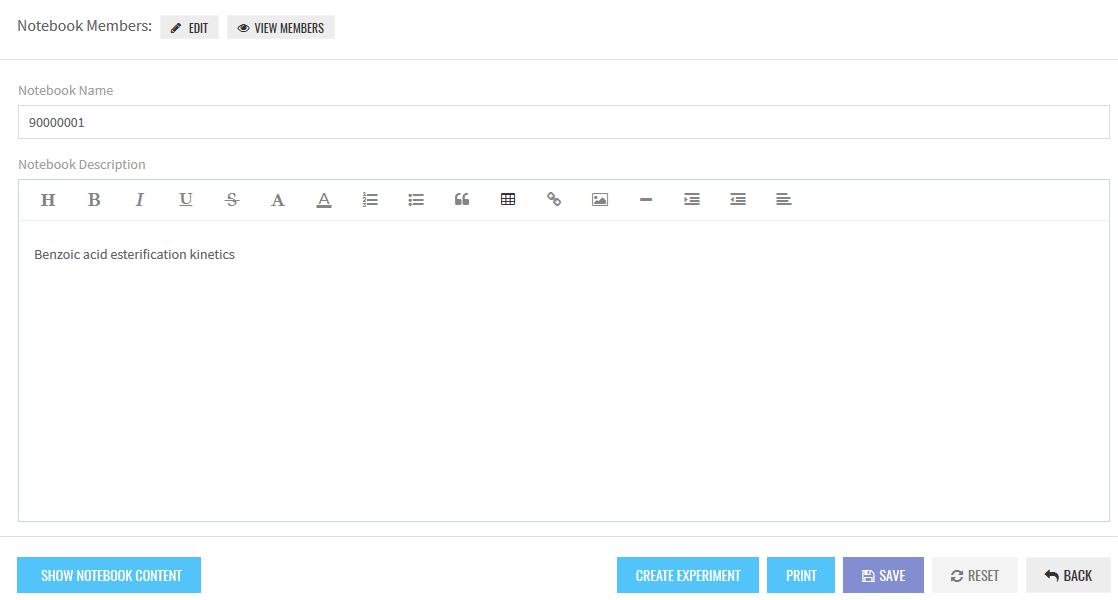 Notebook Members: EDIT VIEW MEMBERS
Notebook Name
90000001
Notebook Description
H B I U S A A
Benzoic acid esterification kinetics
SHOW NOTEBOOK CONTENT CREATE EXPERIMENT PRINT SAVE RESET BACK